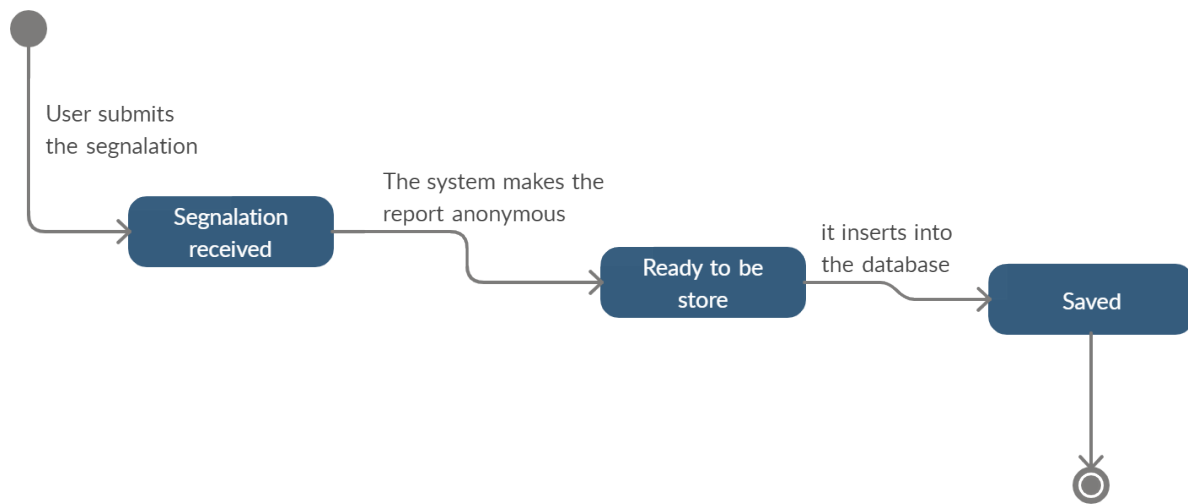 User submits
the segnalation
Segnalation
received
The system makes the
report anonymous
Ready to be
store
it inserts into
the database
Saved